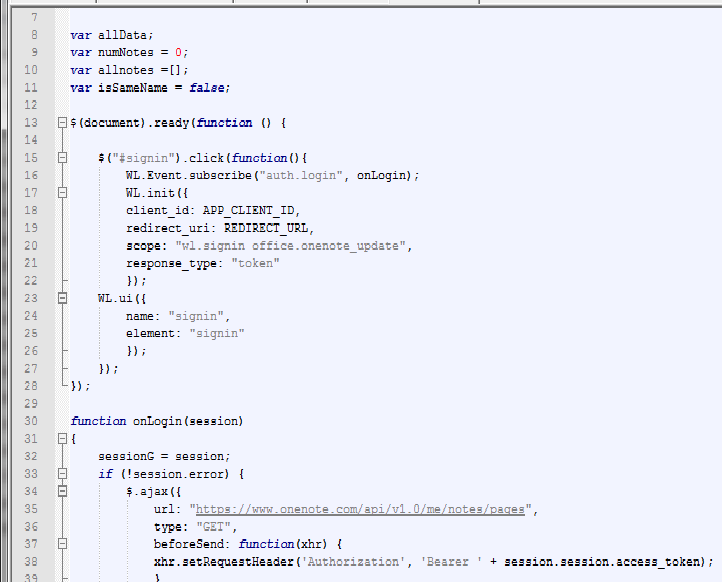 7
8 var allData;
9 var numNotes = 0;
10 var allnotes =[];
11 var isSameName = false;
12
13 $(document).ready(function () {
14
15 $("#signin").click(function(){
16 WL.Event.subscribe("auth.login", onLogin);
17 WL.init({
18 client_id: APP_CLIENT_ID,
19 redirect_uri: REDIRECT_URL,
20 scope: "wl.signin office.onenote_update",
21 response_type: "token"
22 });
23 WL.ui({
24 name: "signin",
25 element: "signin"
26 });
27 });
28 });
29
30 function onLogin(session)
31 {
32 sessionG = session;
33 if (!session.error) {
34 $.ajax({
35 url: "https://www.onenote.com/api/v1.0/me/notes/pages",
36 type: "GET",
37 beforeSend: function(xhr) {
38 xhr.setRequestHeader('Authorization', 'Bearer ' + session.session.access_token);
39 }